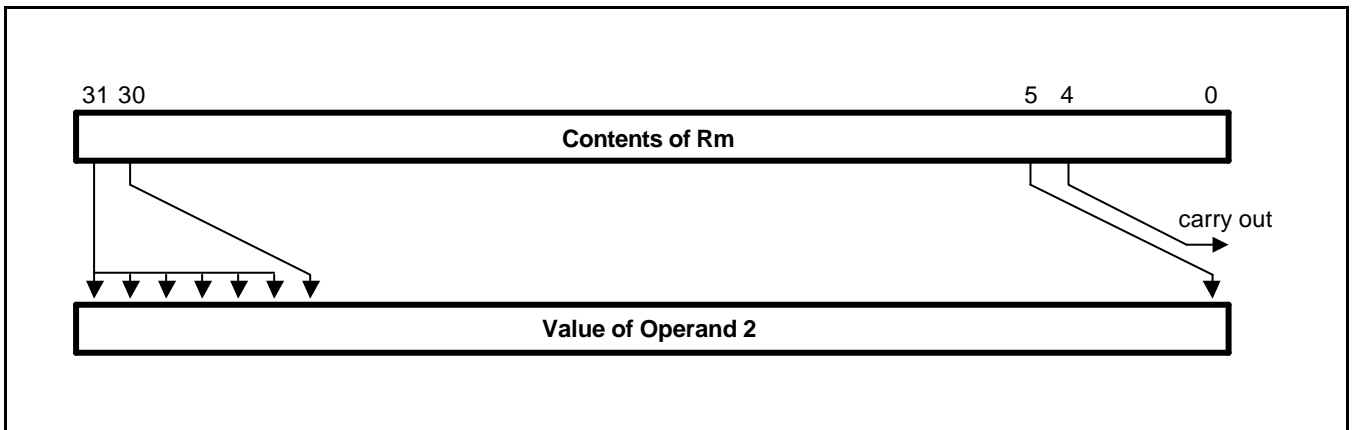 31 30 5 4 0
Contents of Rm
carry out
Value of Operand 2